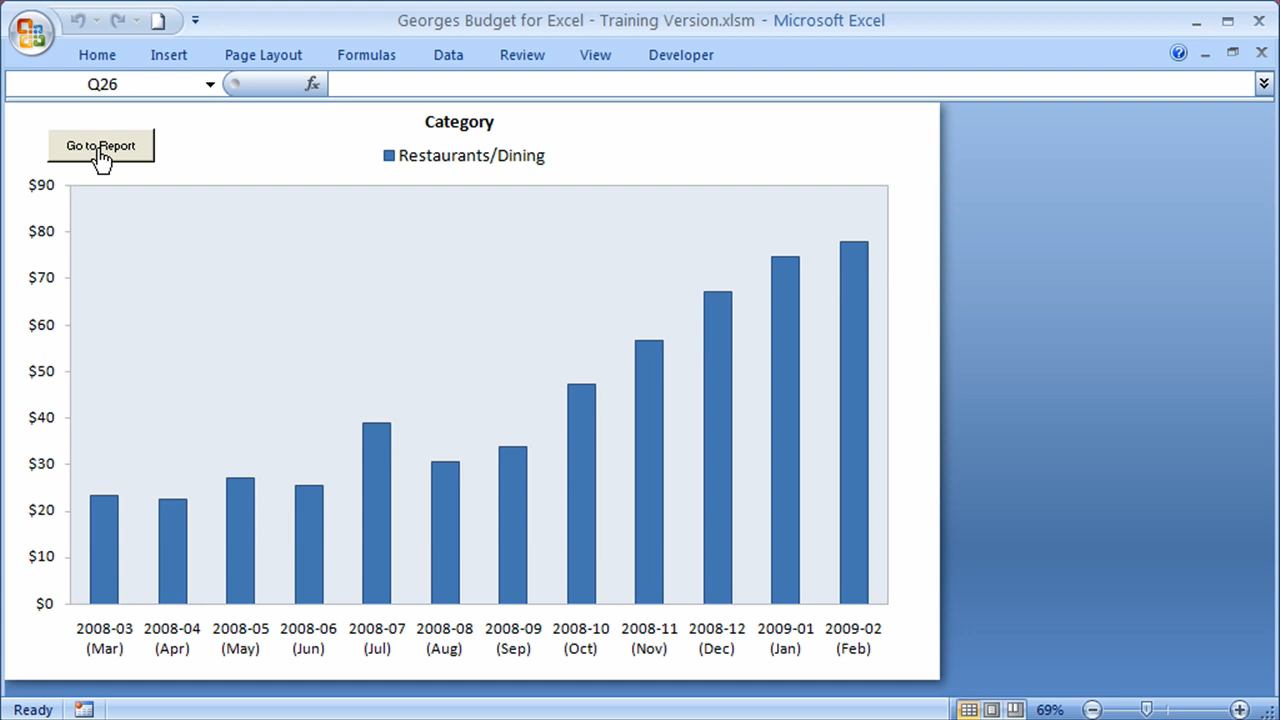 Georges Budget for Excel - Training Version.xlsm - Microsoft Excel
Home Insert Page Layout Formulas Data Review View Developer
Q26 fx
Category
Go to Report
Restaurants/Dining
$90
$80
$70
$60
$50
$40
$30
$20
$10
$0
2008-03 2008-04 2008-05 2008-06 2008-07 2008-08 2008-09 2008-10 2008-11 2008-12 2009-01 2009-02
(Mar) (Apr) (May) (Jun) (Jul) (Aug) (Sep) (Oct) (Nov) (Dec) (Jan) (Feb)
Ready 69%